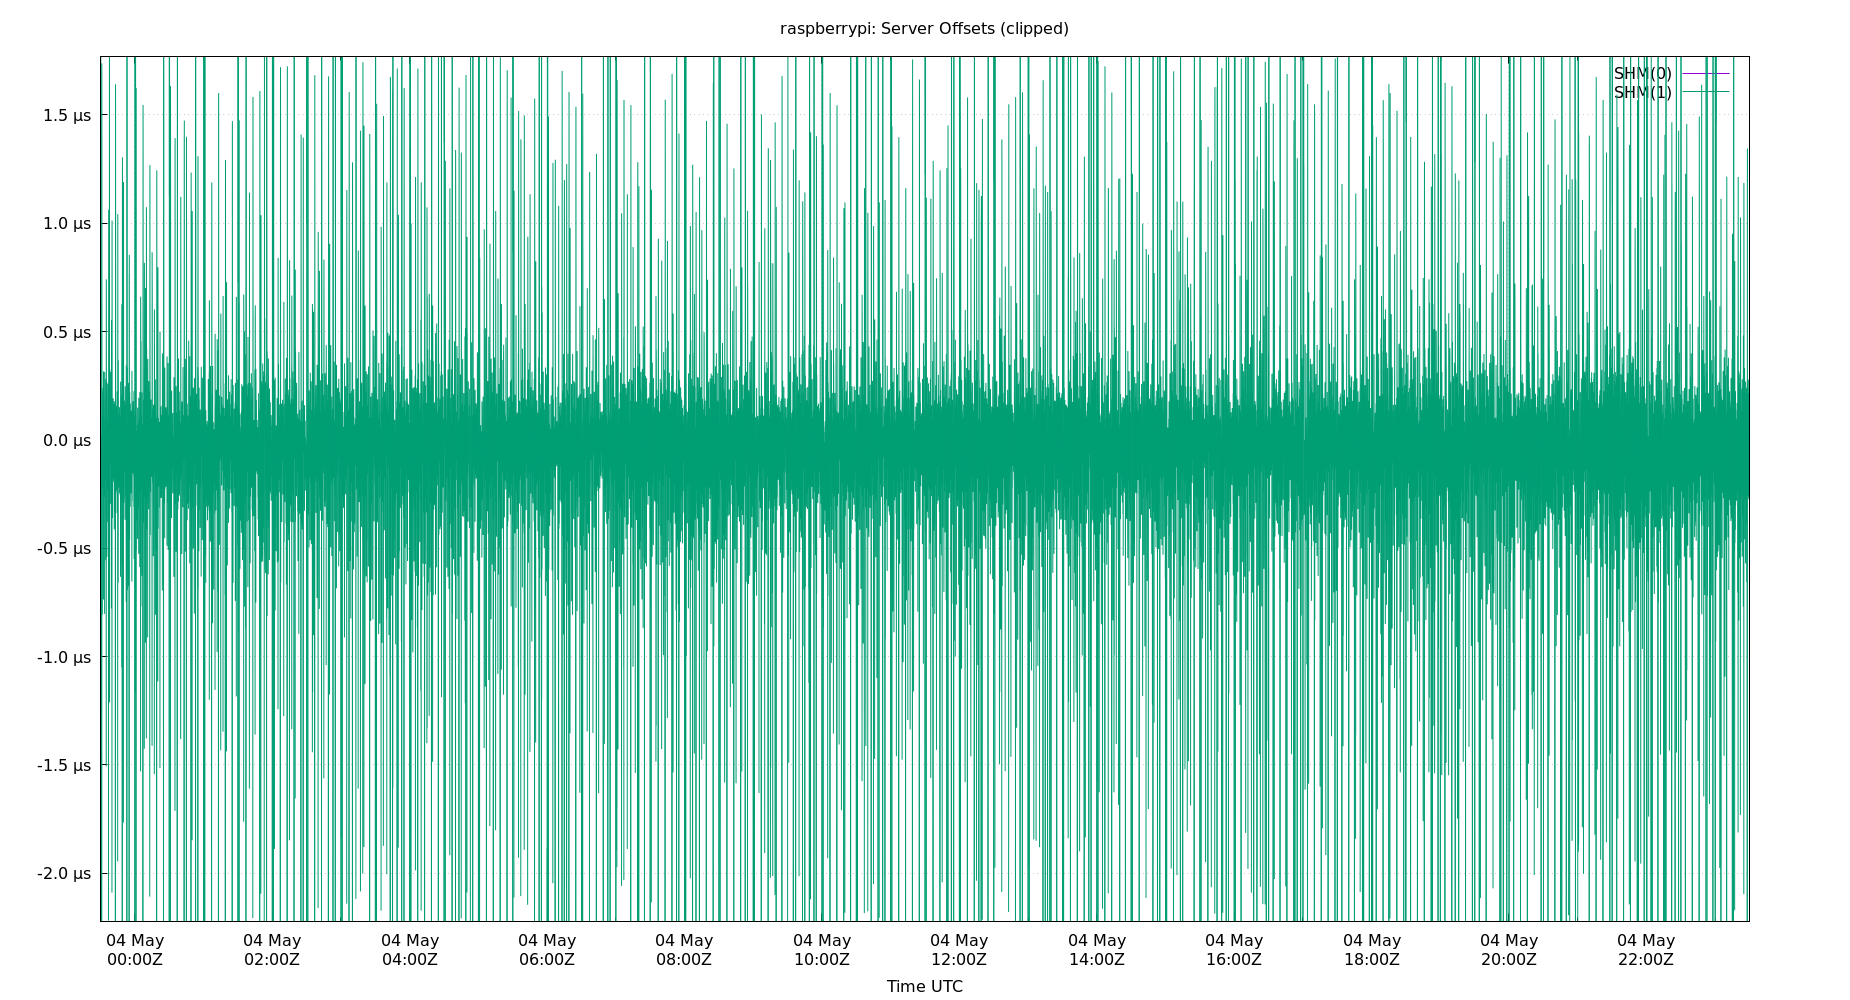 raspberrypi: Server Offsets (clipped)
SHM(0)
SHM(1)
1.5 µs
1.0 µs
0.5 µs
0.0 µs
-0.5 µs
-1.0 µs
-1.5 µs
-2.0 µs
04 May 04 May 04 May 04 May 04 May 04 May 04 May 04 May 04 May 04 May 04 May 04 May
00:00Z 02:00Z 04:00Z 06:00Z 08:00Z 10:00Z 12:00Z 14:00Z 16:00Z 18:00Z 20:00Z 22:00Z
Time UTC